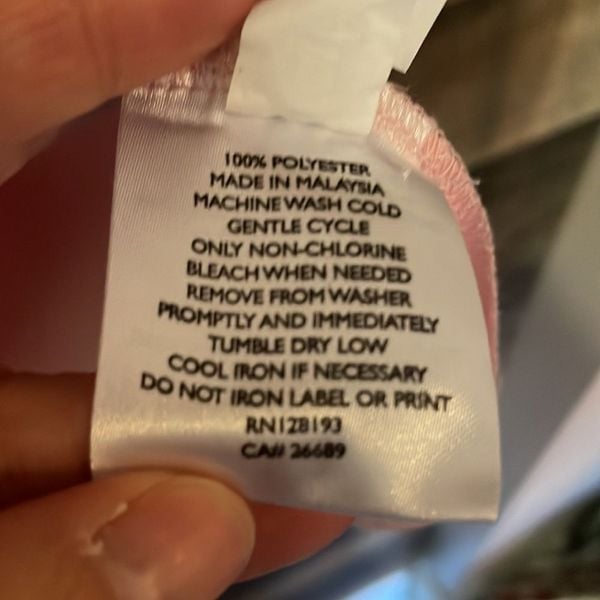 100% POLYESTER
MADE IN MALAYSIA
MACHINE WASH COLD
GENTLE CYCLE
ONLY NON-CHLORINE
BLEACH WHEN NEEDED
REMOVE FROM WASHER
PROMPTLY AND IMMEDIATELY
TUMBLE DRY LOW
COOL IRON IF NECESSARY
DO NOT IRON LABEL OR PRINT
RN128193
CA# 26689